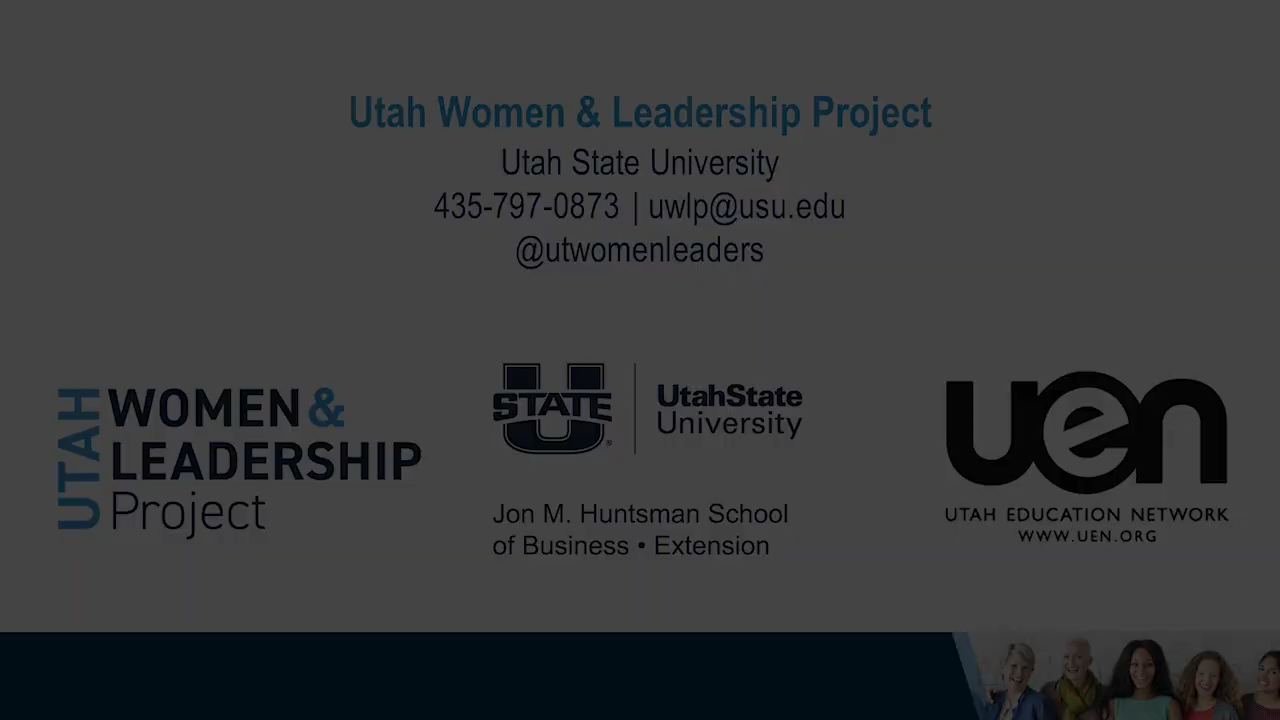 Utah Women & Leadership Project
Utah State University
435-797-0873 | uwlp@usu.edu
@utwomenleaders
UTAH
WOMEN &
LEADERSHIP
Project
U
STATE
®
UtahState
University
Jon M. Huntsman School
of Business • Extension
uen
UTAH EDUCATION NETWORK
WWW.UEN.ORG